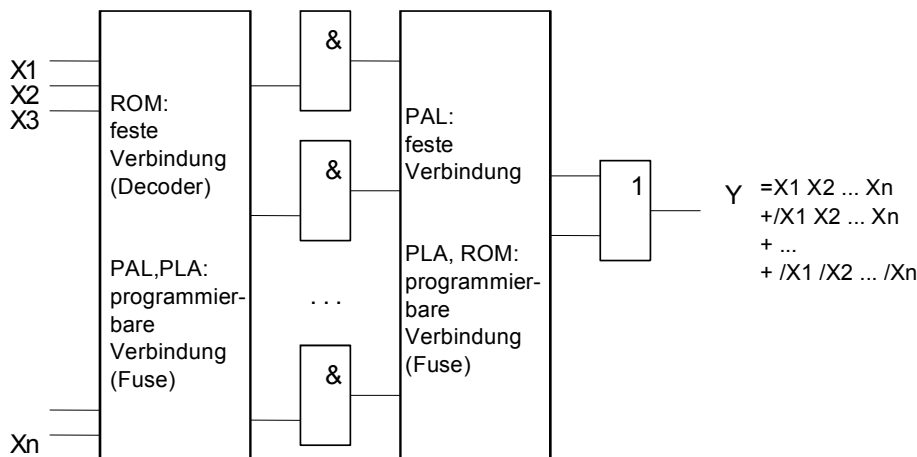 X1
X2
X3
Xn
ROM:
feste
Verbindung
(Decoder)
PAL,PLA:
programmier-
bare
Verbindung
(Fuse)
&
&
. . .
&
PAL:
feste
Verbindung
PLA, ROM:
programmier-
bare
Verbindung
(Fuse)
1
Y =X1 X2 ... Xn
+/X1 X2 ... Xn
+ ...
+ /X1 /X2 ... /Xn